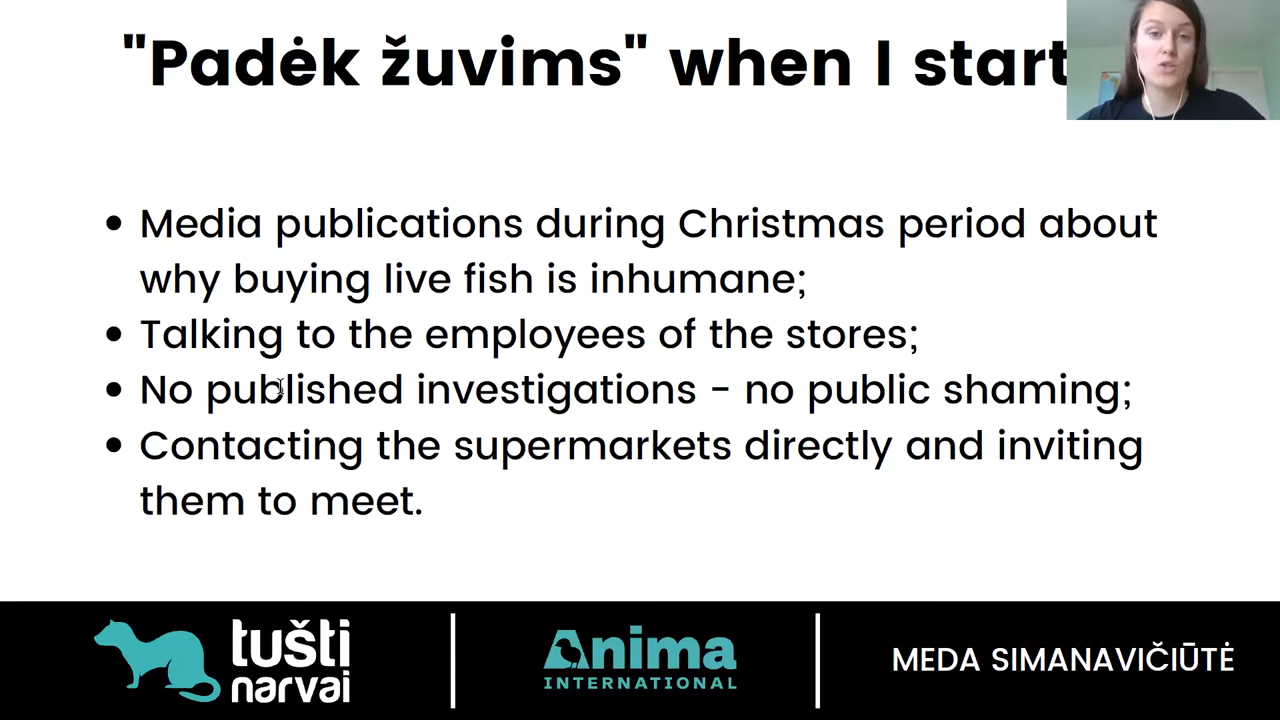 "Padėk žuvims" when I start
• Media publications during Christmas period about
why buying live fish is inhumane;
• Talking to the employees of the stores;
• No published investigations - no public shaming;
• Contacting the supermarkets directly and inviting
them to meet.
tušti
narvai
Anima
INTERNATIONAL
MEDA SIMANAVIČIŪTĖ